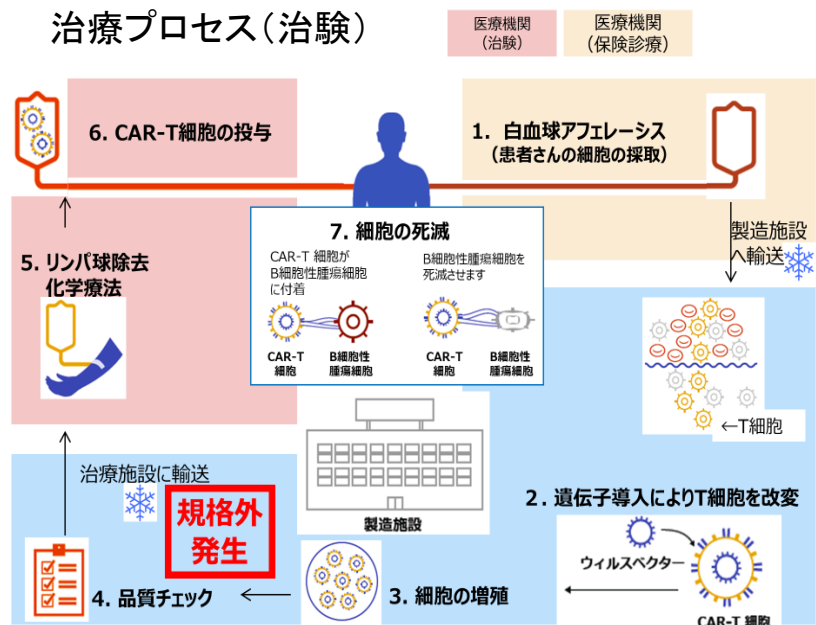 治療プロセス(治験)
医療機関
(治験)
医療機関
(保険診療)
6. CAR-T細胞の投与
1. 白血球アフェレーシス
(患者さんの細胞の採取)
製造施設
へ輸送
7. 細胞の死滅
CAR-T 細胞が
B細胞性腫瘍細胞
に付着
B細胞性腫瘍細胞を
死滅させます
CAR-T
細胞
B細胞性
腫瘍細胞
CAR-T
細胞
B細胞性
腫瘍細胞
5. リンパ球除去
化学療法
←T細胞
治療施設に輸送
規格外
発生
製造施設
2. 遺伝子導入によりT細胞を改変
ウィルスベクター
CAR-T 細胞
3. 細胞の増殖
4. 品質チェック